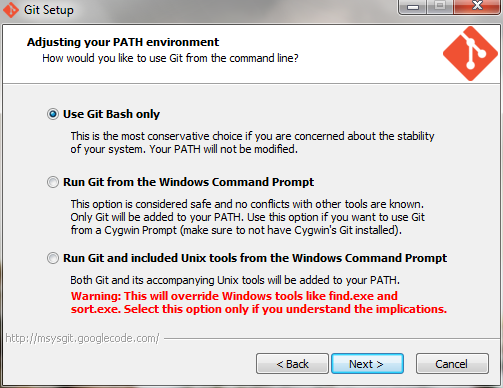 Git Setup
Adjusting your PATH environment
How would you like to use Git from the command line?
Use Git Bash only
This is the most conservative choice if you are concerned about the stability
of your system. Your PATH will not be modified.
Run Git from the Windows Command Prompt
This option is considered safe and no conflicts with other tools are known.
Only Git will be added to your PATH. Use this option if you want to use Git
from a Cygwin Prompt (make sure to not have Cygwin's Git installed).
Run Git and included Unix tools from the Windows Command Prompt
Both Git and its accompanying Unix tools will be added to your PATH.
Warning: This will override Windows tools like find.exe and
sort.exe. Select this option only if you understand the implications.
http://msysgit.googlecode.com/
< Back
Next >
Cancel